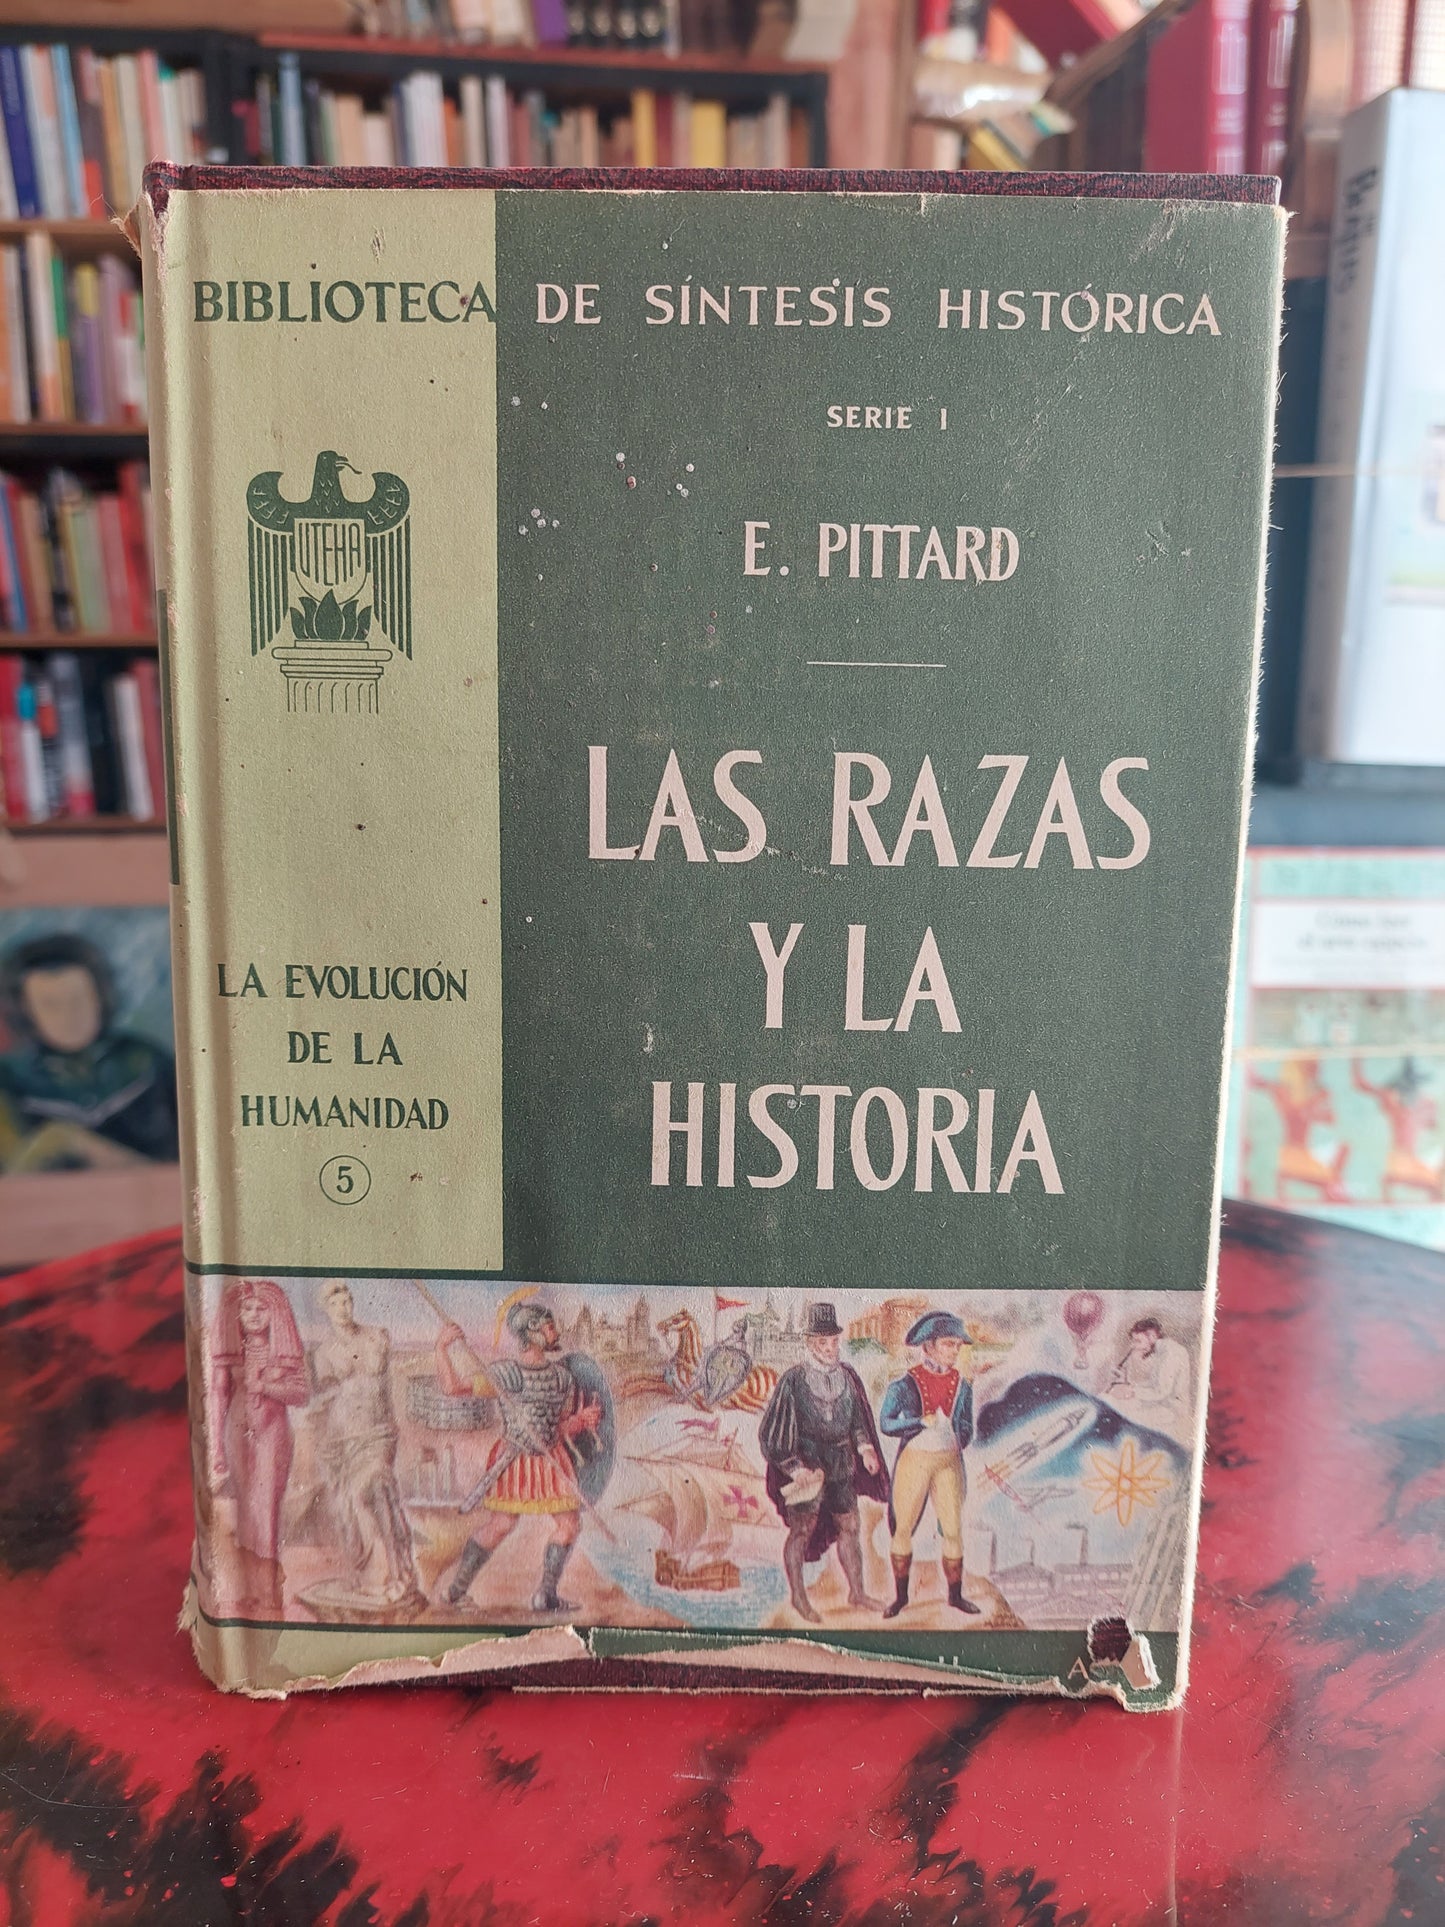 BIBLIOTECA DE SÍNTESIS HISTÓRICA
SERIE I
UTEHA
E. PITTARD
LAS RAZAS
Y LA
HISTORIA
LA EVOLUCIÓN
DE LA
HUMANIDAD
5